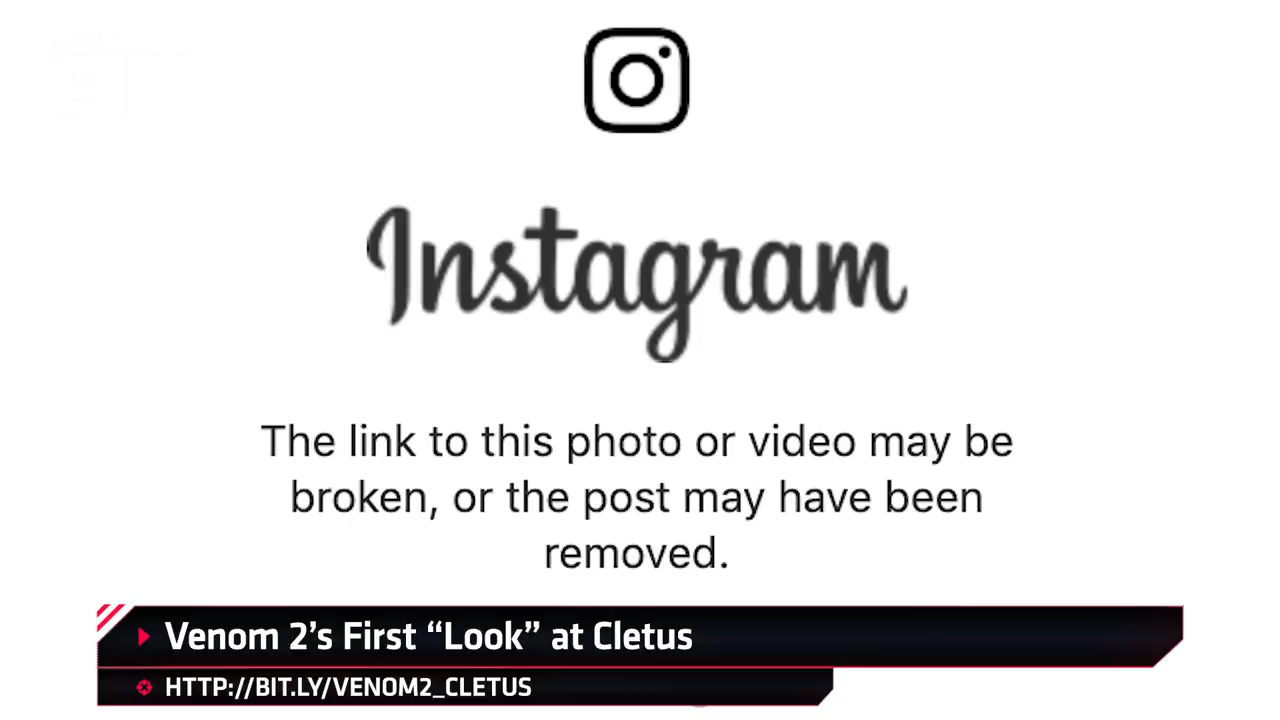 Instagram
The link to this photo or video may be
broken, or the post may have been
removed.
Venom 2’s First “Look” at Cletus
HTTP://BIT.LY/VENOM2_CLETUS